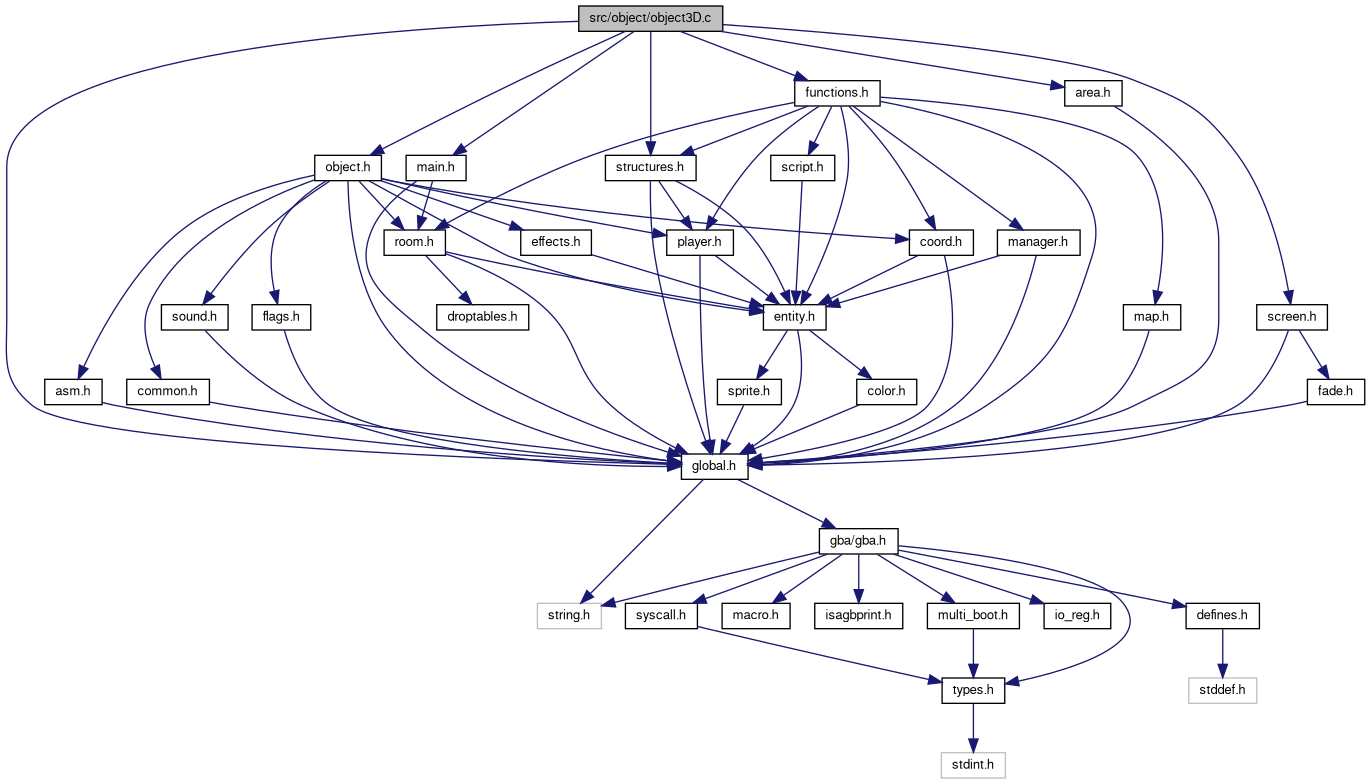 src/object/object3D.c
functions.h
area.h
object.h
main.h
structures.h
script.h
room.h
effects.h
player.h
coord.h
manager.h
sound.h
flags.h
droptables.h
entity.h
map.h
screen.h
asm.h
common.h
sprite.h
color.h
fade.h
global.h
gba/gba.h
string.h
syscall.h
macro.h
isagbprint.h
multi_boot.h
io_reg.h
defines.h
types.h
stddef.h
stdint.h